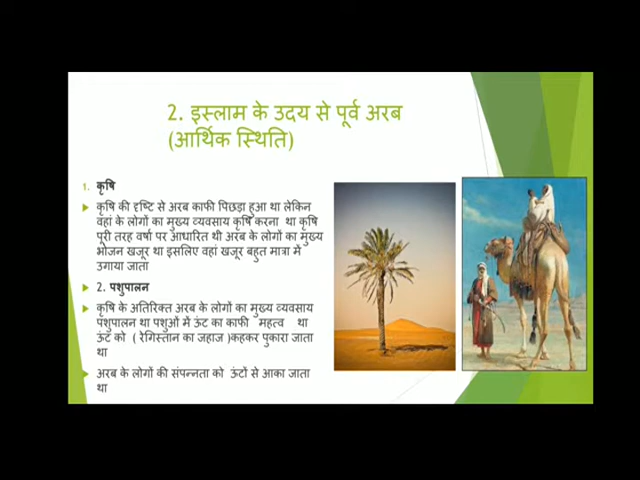 2. इस्लाम के उदय से पूर्व अरब
(आर्थिक स्थिति)
1. कृषि
कृषि की दृष्टि से अरब काफी पिछड़ा हुआ था लेकिन
वहां के लोगों का मुख्य व्यवसाय कृषि करना था कृषि
पूरी तरह वर्षा पर आधारित थी अरब के लोगों का मुख्य
भोजन खजूर था इसलिए वहां खजूर बहुत मात्रा में
उगाया जाता
2. पशुपालन
कृषि के अतिरिक्त अरब के लोगों का मुख्य व्यवसाय
पशुपालन था पशुओं में ऊंट का काफी महत्व था
ऊंट को ( रेगिस्तान का जहाज )कहकर पुकारा जाता
था
अरब के लोगों की संपन्नता को ऊंटों से आका जाता
था